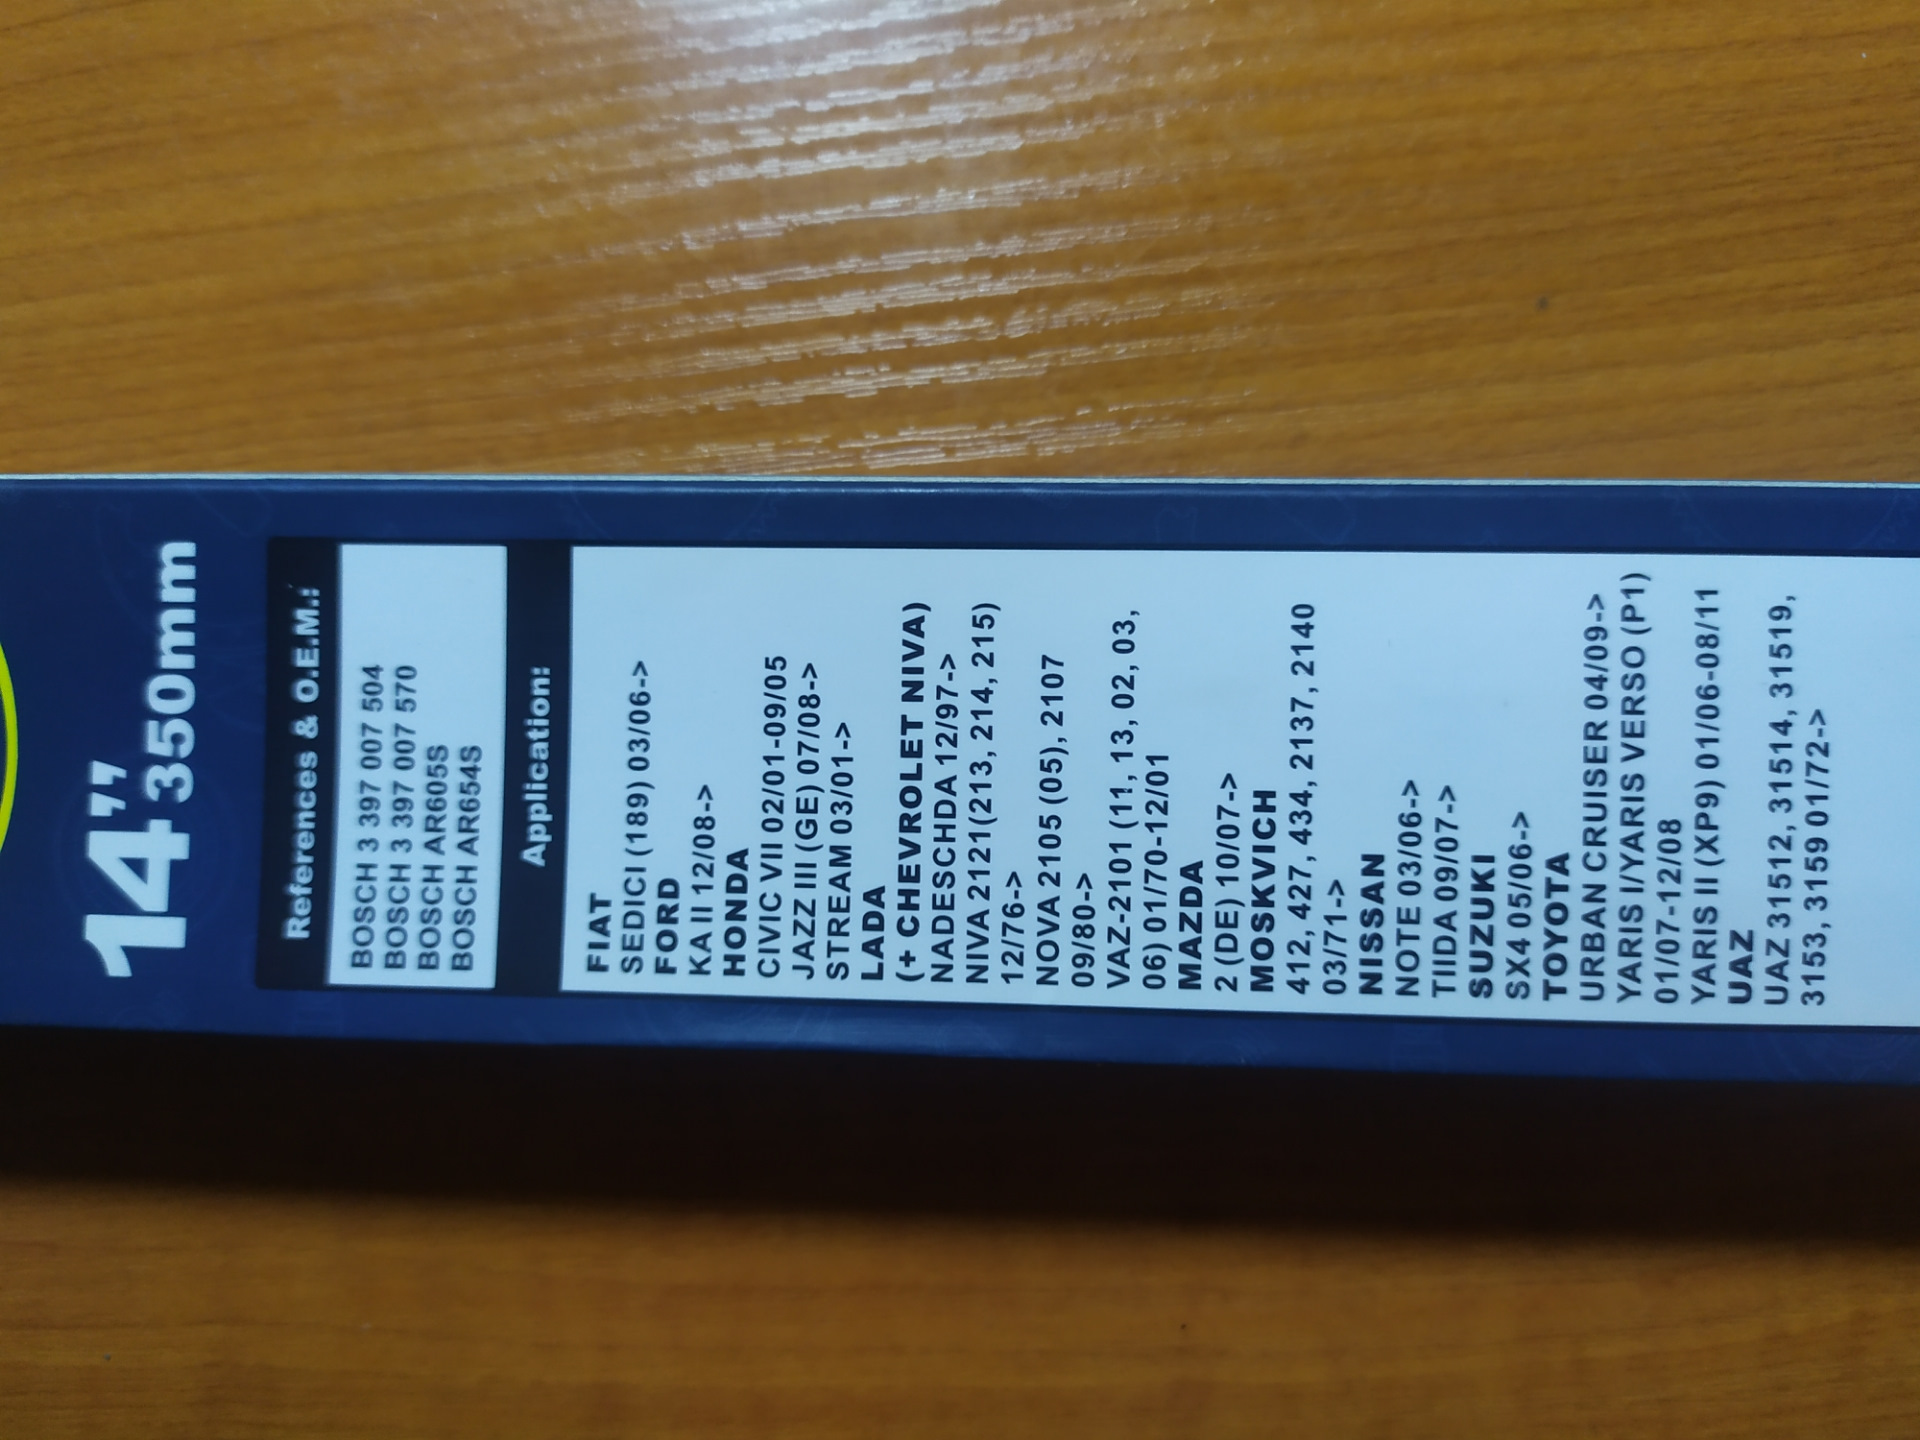 14” 350mm
References & O.E.M.:
BOSCH 3 397 007 504
BOSCH 3 397 007 570
BOSCH AR605S
BOSCH AR654S
Application:
FIAT
SEDICI (189) 03/06->
FORD
KA II 12/08->
HONDA
CIVIC VII 02/01-09/05
JAZZ III (GE) 07/08->
STREAM 03/01->
LADA
(+ CHEVROLET NIVA)
NADESCHDA 12/97->
NIVA 2121(213, 214, 215)
12/76->
NOVA 2105 (05), 2107
09/80->
VAZ-2101 (11, 13, 02, 03,
06) 01/70-12/01
MAZDA
2 (DE) 10/07->
MOSKVICH
412, 427, 434, 2137, 2140
03/71->
NISSAN
NOTE 03/06->
TIIDA 09/07->
SUZUKI
SX4 05/06->
TOYOTA
URBAN CRUISER 04/09->
YARIS I/YARIS VERSO (P1)
01/07-12/08
YARIS II (XP9) 01/06-08/11
UAZ
UAZ 31512, 31514, 31519,
3153, 3159 01/72->